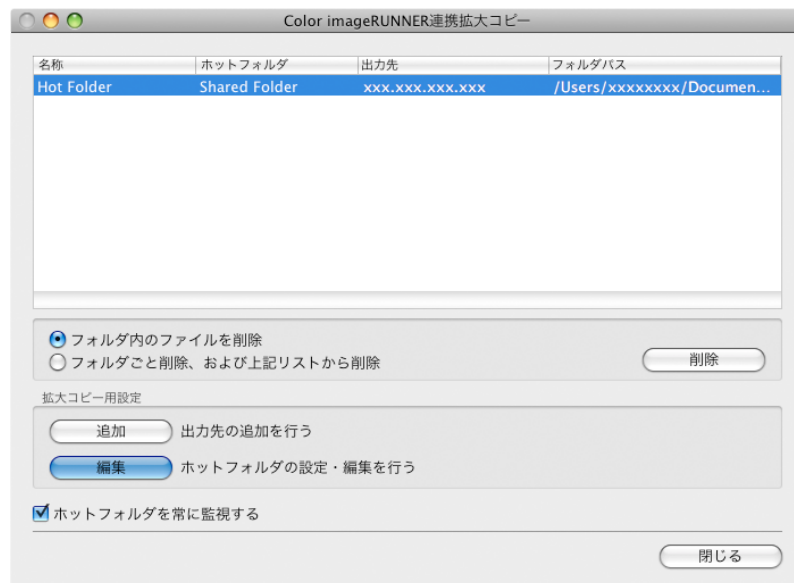 Color imageRUNNER連携拡大コピー
名称 ホットフォルダ 出力先 フォルダパス
Hot Folder Shared Folder xxx.xxx.xxx.xxx /Users/xxxxxxxx/Documen...
フォルダ内のファイルを削除
フォルダごと削除、および上記リストから削除
削除
拡大コピー用設定
追加 出力先の追加を行う
編集 ホットフォルダの設定・編集を行う
ホットフォルダを常に監視する
閉じる